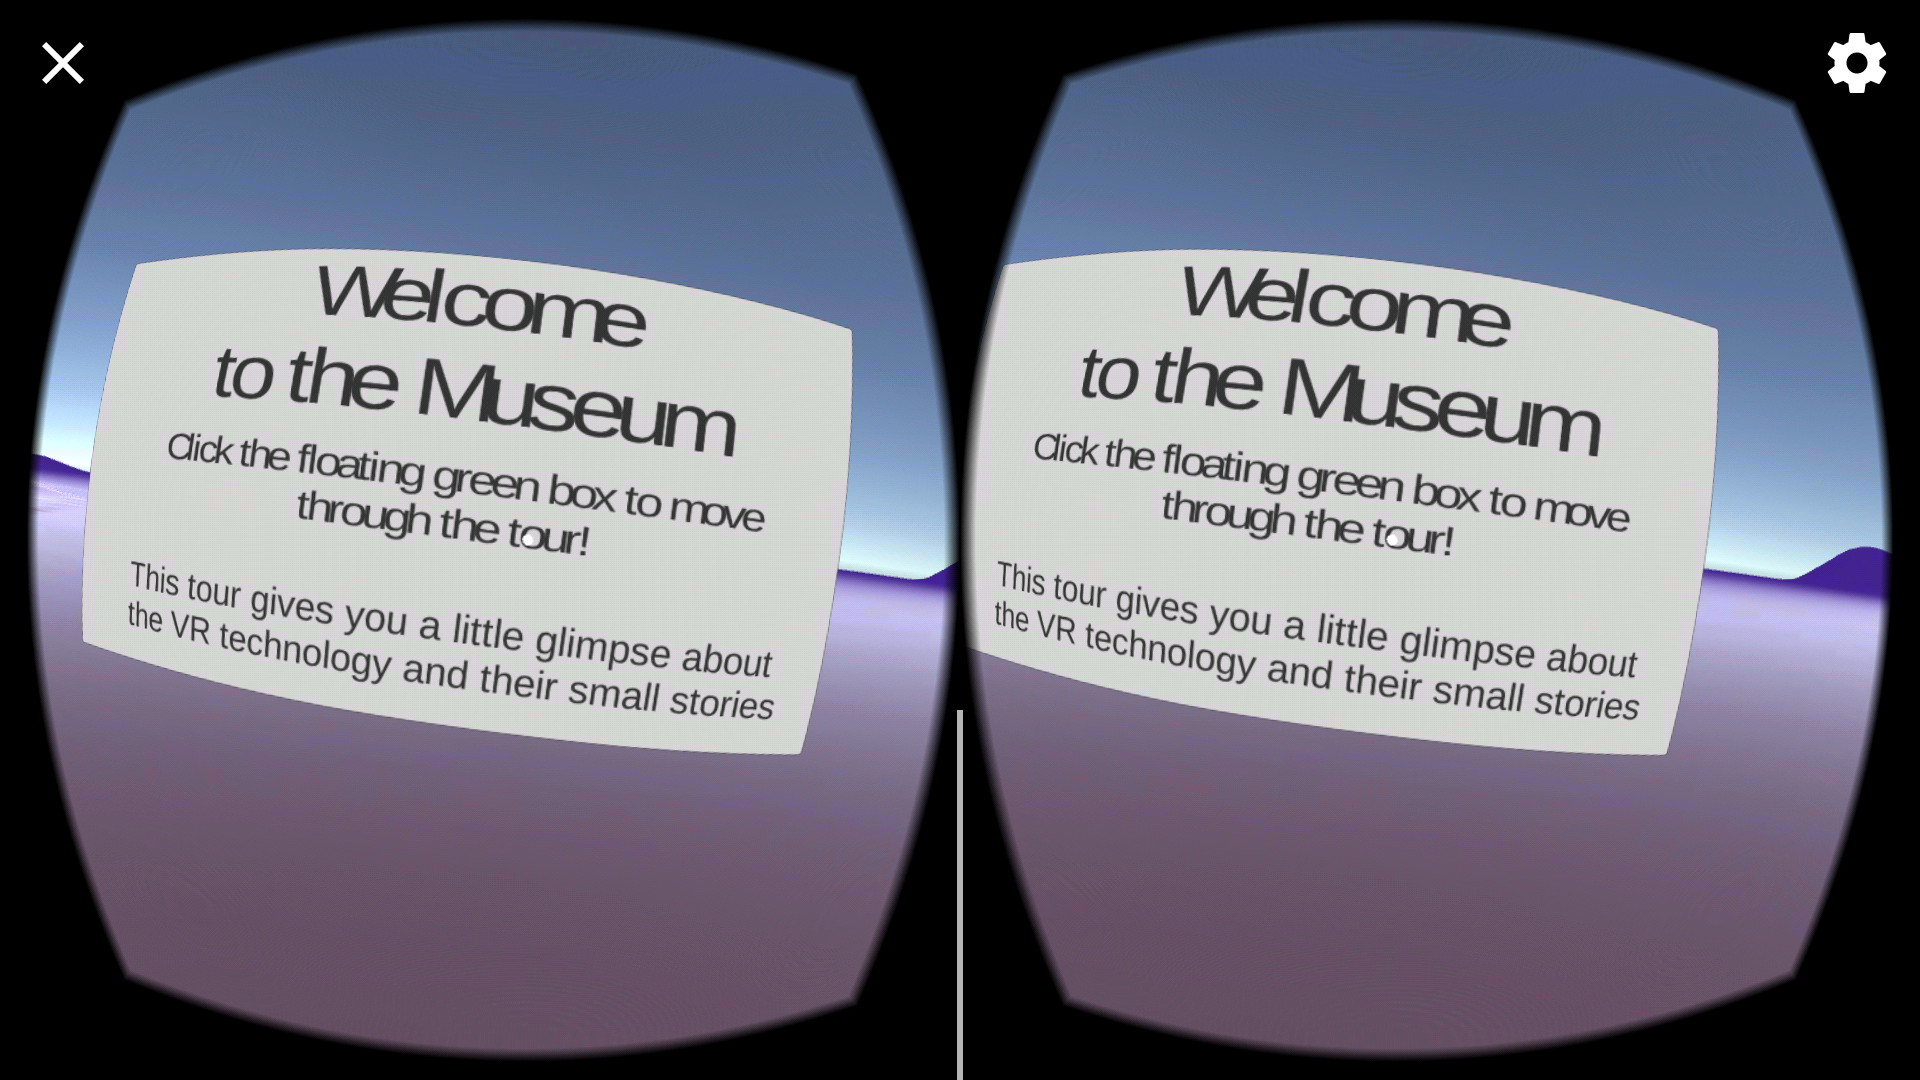 Welcome
to the Museum
Click the floating green box to move
through the tour!
This tour gives you a little glimpse about
the VR technology and their small stories
Welcome
to the Museum
Click the floating green box to move
through the tour!
This tour gives you a little glimpse about
the VR technology and their small stories